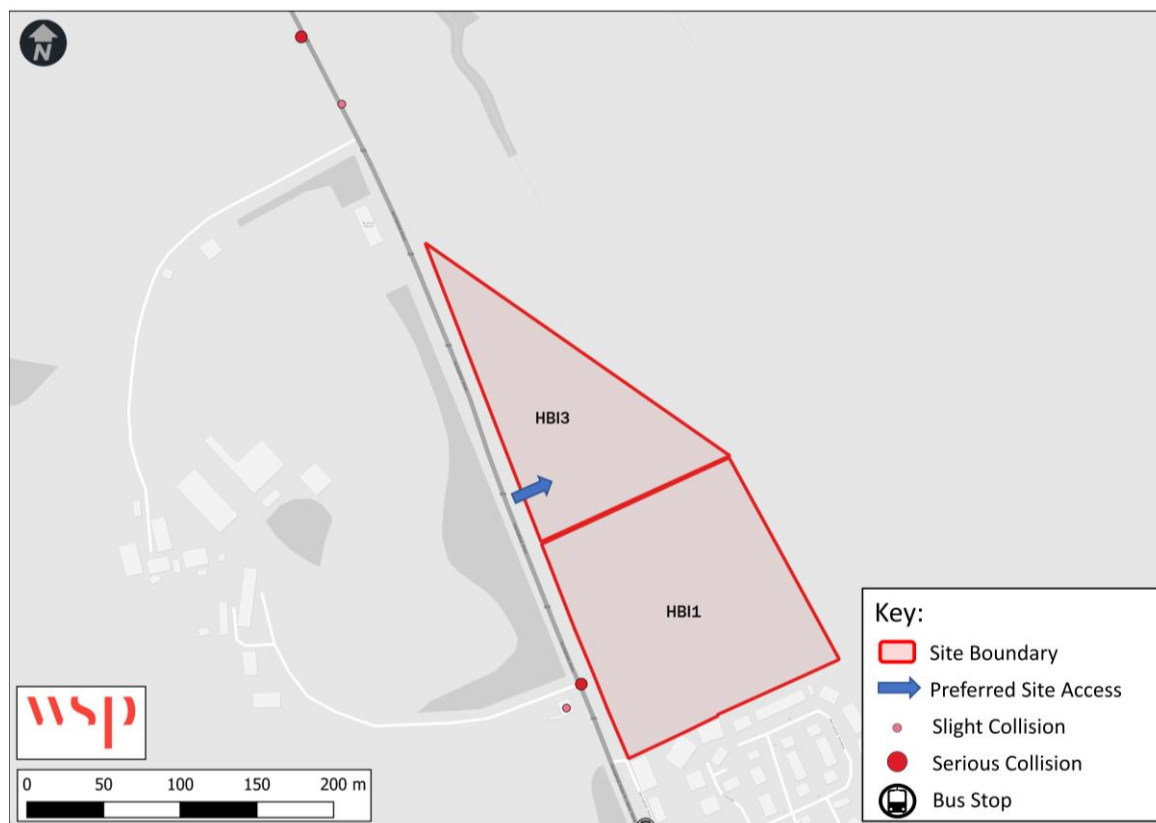 N
HBI3
HBI1
wsp
0 50 100 150 200 m
Key:
Site Boundary
Preferred Site Access
Slight Collision
Serious Collision
Bus Stop